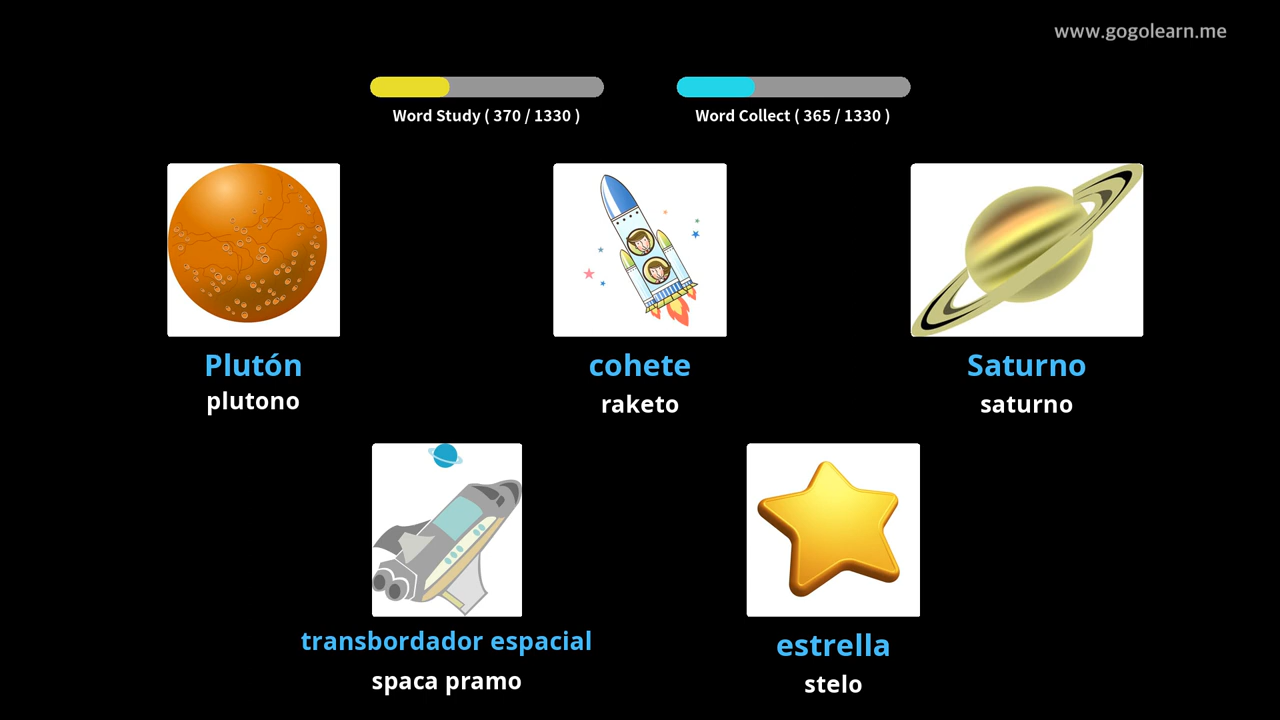 www.gogolearn.me
Word Study ( 370 / 1330 )
Word Collect ( 365 / 1330 )
Plutón
plutono
cohete
raketo
Saturno
saturno
transbordador espacial
spaca pramo
estrella
stelo